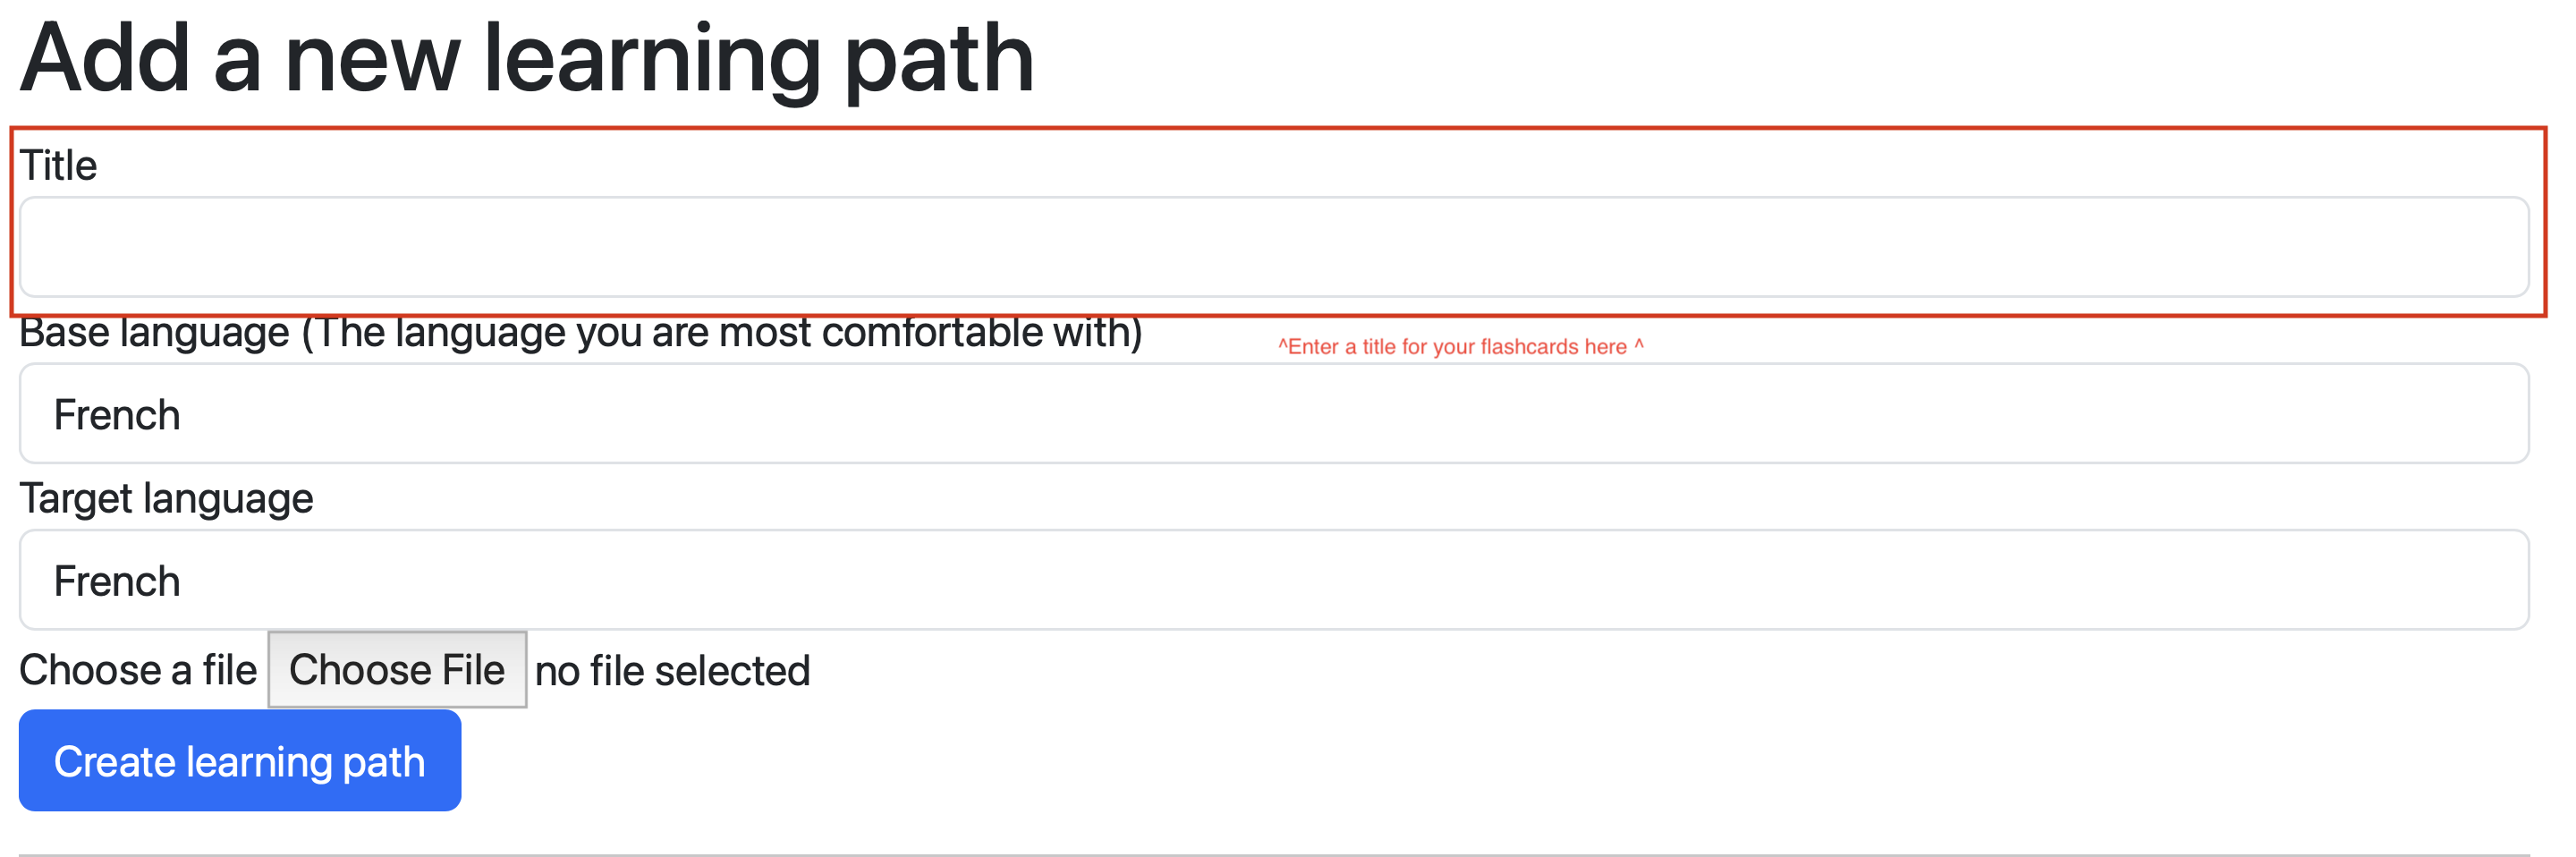 Add a new learning path
Title
Base language (The language you are most comfortable with)
^Enter a title for your flashcards here ^
French
Target language
French
Choose a file Choose File no file selected
Create learning path